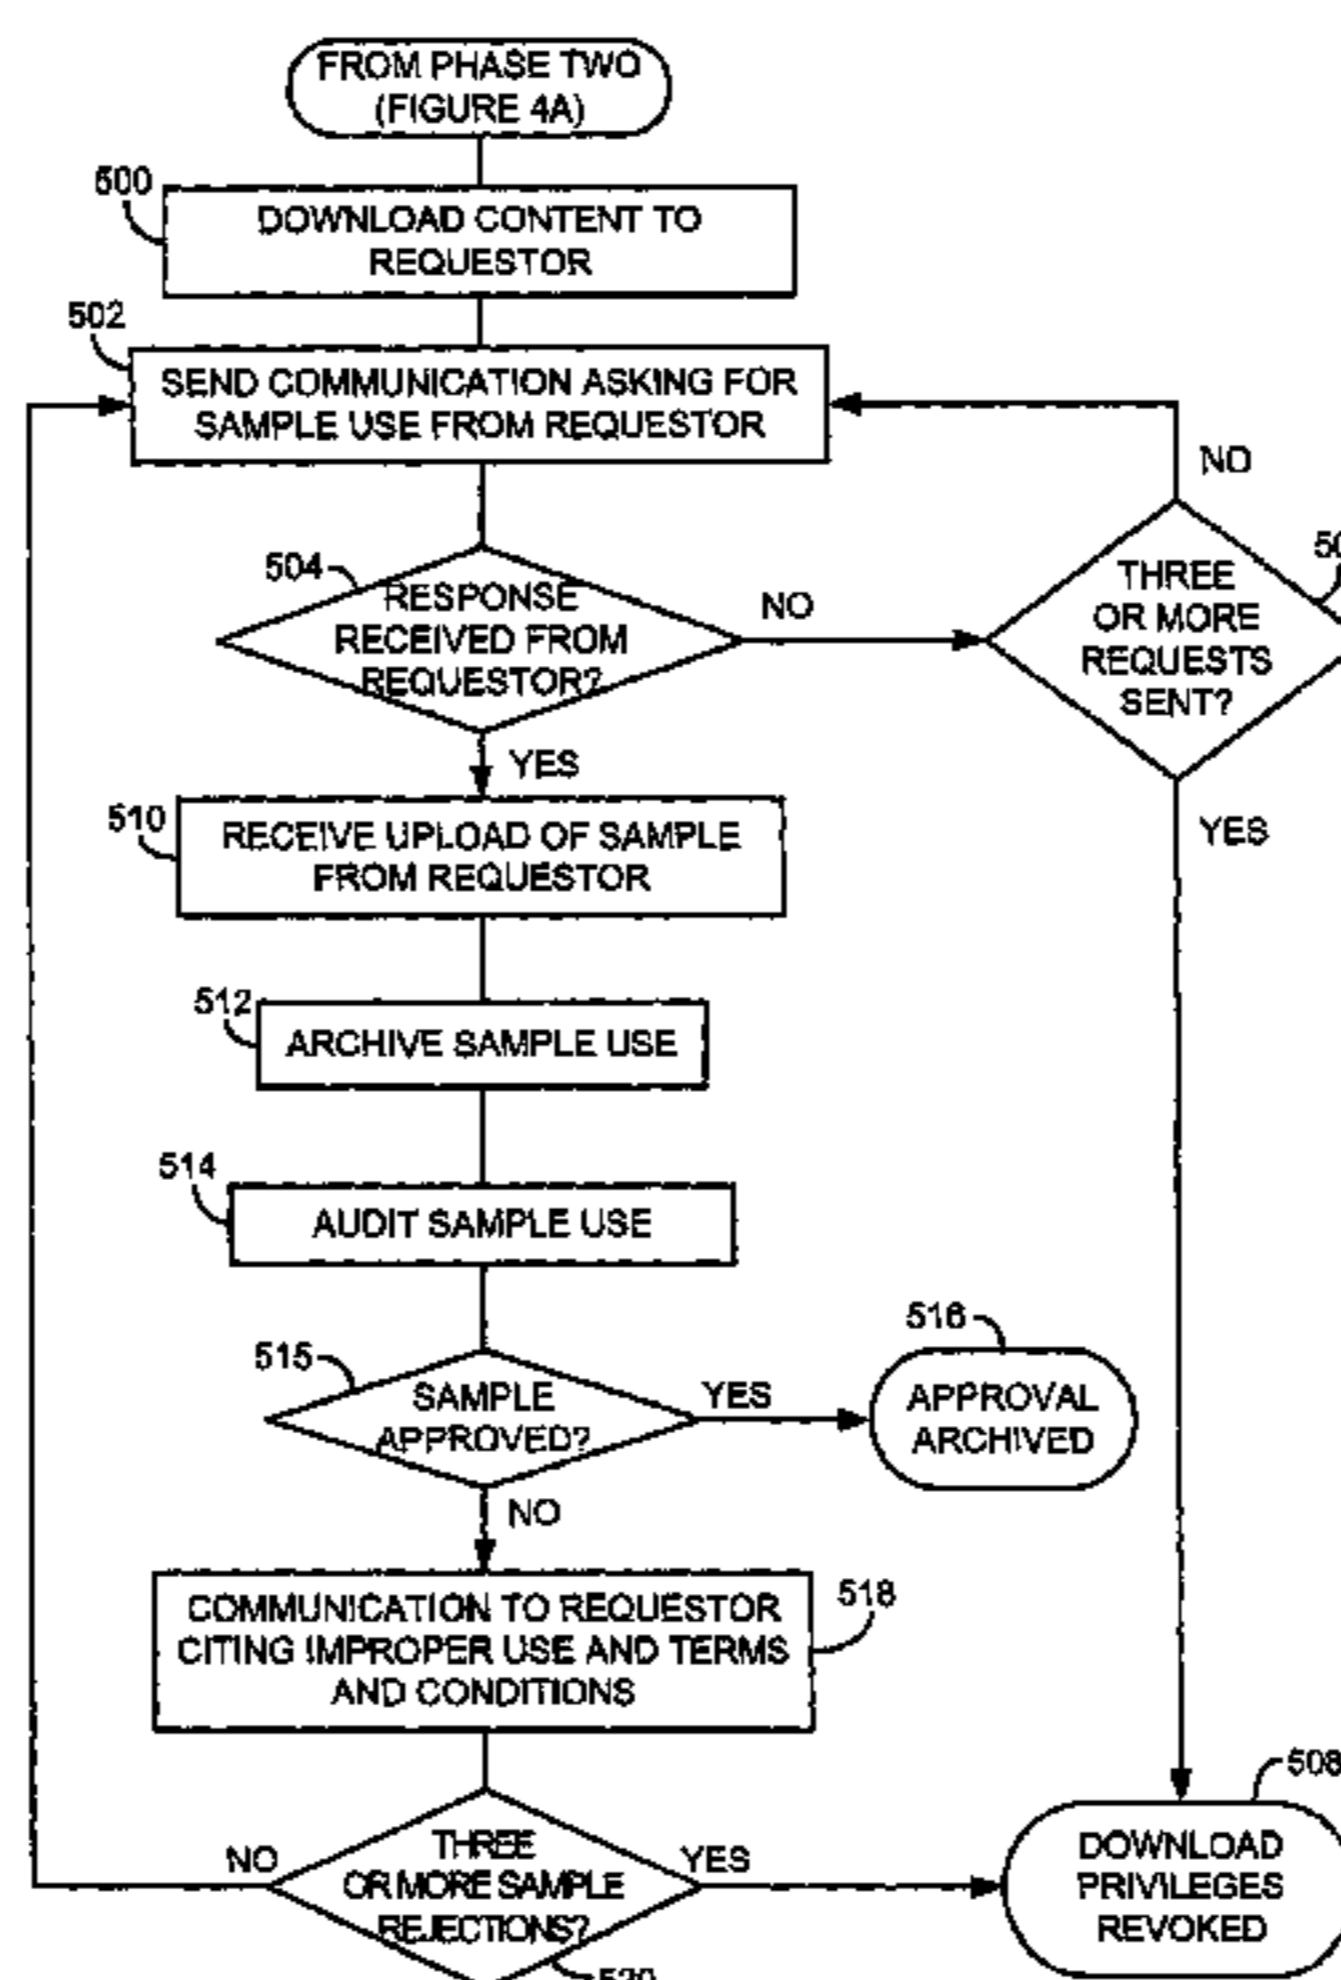 FROM PHASE TWO
(FIGURE 4A)
500
DOWNLOAD CONTENT TO
REQUESTOR
502
SEND COMMUNICATION ASKING FOR
SAMPLE USE FROM REQUESTOR
NO
504
RESPONSE
RECEIVED FROM
REQUESTOR?
NO
THREE
OR MORE
REQUESTS
SENT?
YES
YES
510
RECEIVE UPLOAD OF SAMPLE
FROM REQUESTOR
512
ARCHIVE SAMPLE USE
514
AUDIT SAMPLE USE
515
SAMPLE
APPROVED?
YES
516
APPROVAL
ARCHIVED
NO
COMMUNICATION TO REQUESTOR
CITING IMPROPER USE AND TERMS
AND CONDITIONS
518
NO
THREE
OR MORE SAMPLE
REJECTIONS?
YES
508
DOWNLOAD
PRIVILEGES
REVOKED